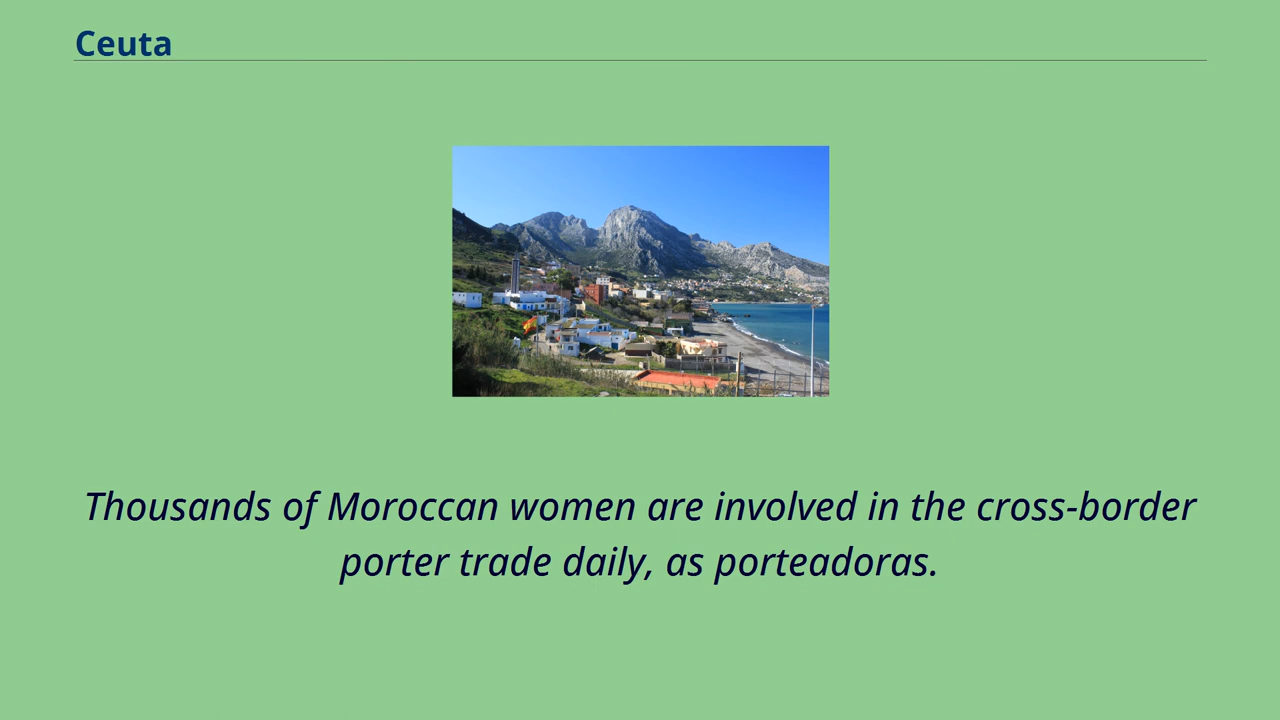 Ceuta
Thousands of Moroccan women are involved in the cross-border
porter trade daily, as porteadoras.